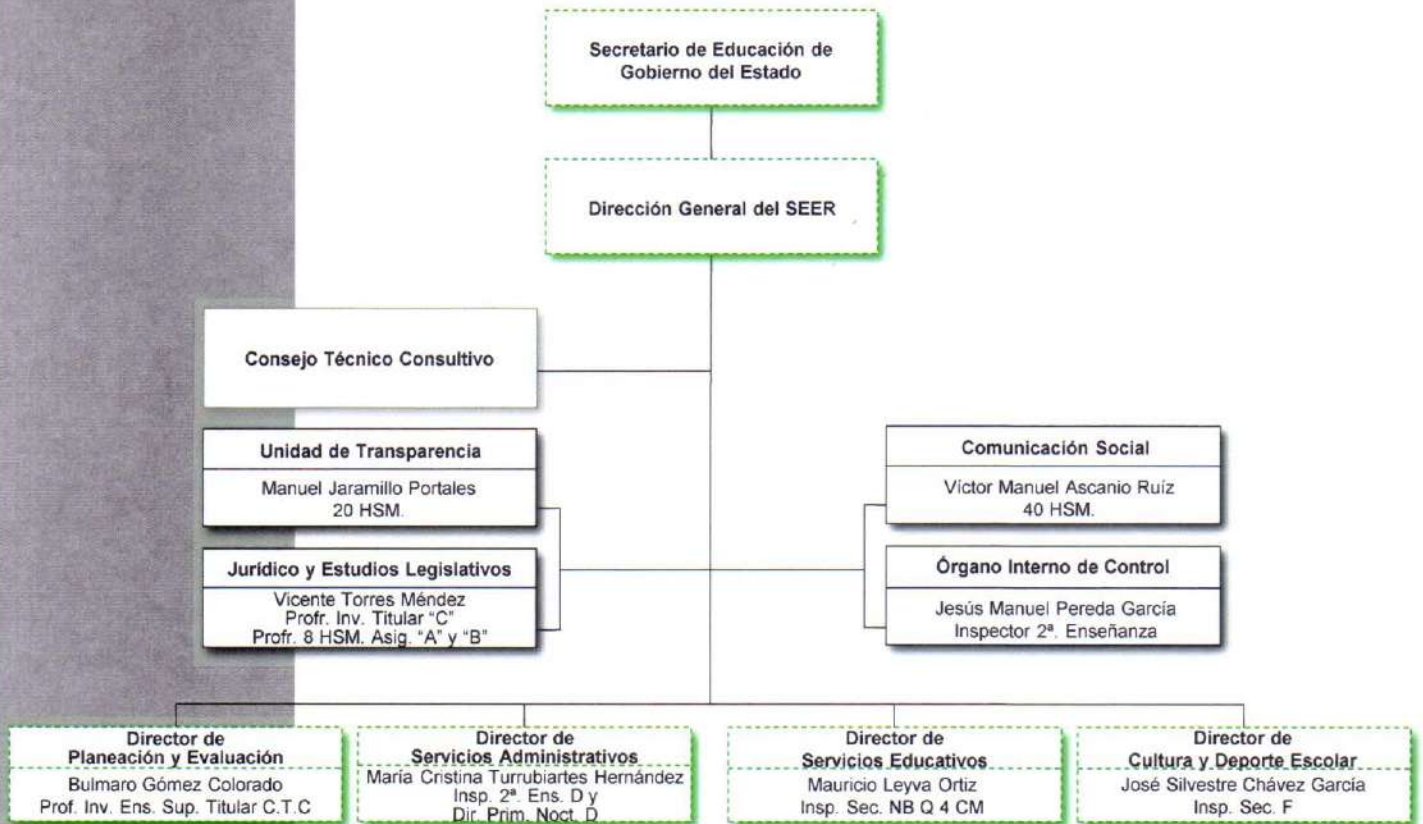 Secretario de Educación de
Gobierno del Estado
Dirección General del SEER
Consejo Técnico Consultivo
Unidad de Transparencia
Manuel Jaramillo Portales
20 HSM.
Comunicación Social
Víctor Manuel Ascanio Ruíz
40 HSM.
Jurídico y Estudios Legislativos
Vicente Torres Méndez
Profr. Inv. Titular “C”
Profr. 8 HSM. Asig. “A” y “B”
Órgano Interno de Control
Jesús Manuel Pereda García
Inspector 2ª. Enseñanza
Director de
Planeación y Evaluación
Bulmaro Gómez Colorado
Prof. Inv. Ens. Sup. Titular C.T.C
Director de
Servicios Administrativos
María Cristina Turrubiartes Hernández
Insp. 2ª. Ens. D y
Dir. Prim. Noct. D
Director de
Servicios Educativos
Mauricio Leyva Ortiz
Insp. Sec. NB Q 4 CM
Director de
Cultura y Deporte Escolar
José Silvestre Chávez García
Insp. Sec. F